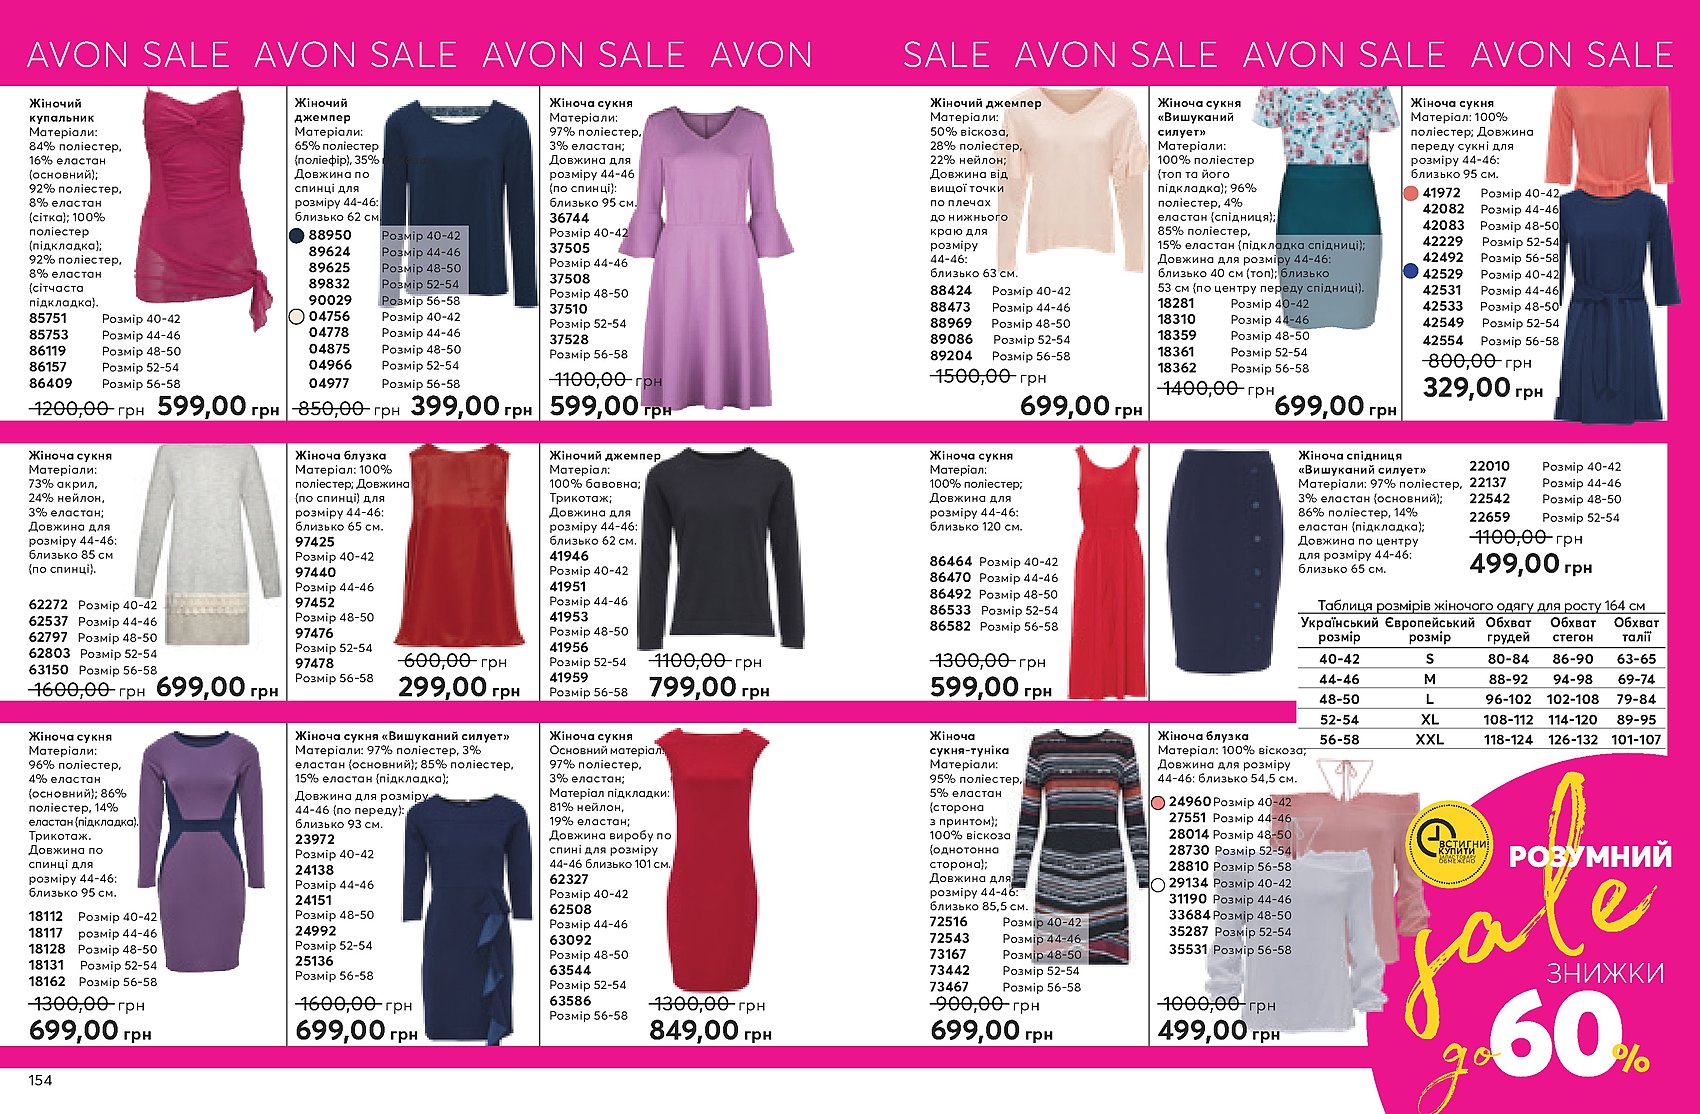 AVON SALE AVON SALE AVON SALE AVON SALE AVON SALE AVON SALE AVON SALE
Жіночий
купальник
Матеріали:
84% поліестер,
16% еластан
(основний);
92% поліестер,
8% еластан
(сітка); 100%
поліестер
(підкладка);
92% поліестер,
8% еластан
(сітчаста
підкладка).
85751 Розмір 40-42
85753 Розмір 44-46
86119 Розмір 48-50
86157 Розмір 52-54
86409 Розмір 56-58
1200,00 грн 599,00 грн
Жіночий
джемпер
Матеріали:
65% поліестер
(поліефір), 35%
Довжина по
спинці для
розміру 44-46:
близько 62 см.
88950 Розмір 40-42
89624 Розмір 44-46
89625 Розмір 48-50
89832 Розмір 52-54
90029 Розмір 56-58
04756 Розмір 40-42
04778 Розмір 44-46
04875 Розмір 48-50
04966 Розмір 52-54
04977 Розмір 56-58
850,00 грн 399,00 грн
Жіноча сукня
Матеріали:
97% поліестер,
3% еластан;
Довжина для
розміру 44-46
(по спинці):
близько 95 см.
36744
Розмір 40-42
37505
Розмір 44-46
37508
Розмір 48-50
37510
Розмір 52-54
37528
Розмір 56-58
1100,00 грн
599,00 грн
Жіночий джемпер
Матеріали:
50% віскоза,
28% поліестер,
22% нейлон;
Довжина від
вищої точки
по плечах
до нижнього
краю для
розміру
44-46:
близько 63 см.
88424 Розмір 40-42
88473 Розмір 44-46
88969 Розмір 48-50
89086 Розмір 52-54
89204 Розмір 56-58
1500,00 грн
699,00 грн
Жіноча сукня
«Вишуканий
силует»
Матеріали:
100% поліестер
(топ та його
підкладка); 96%
поліестер, 4%
еластан (спідниця);
85% поліестер,
15% еластан (підкладка спідниці);
Довжина для розміру 44-46:
близько 40 см (топ); близько
53 см (по центру переду спідниці).
18281 Розмір 40-42
18310 Розмір 44-46
18359 Розмір 48-50
18361 Розмір 52-54
18362 Розмір 56-58
1400,00 грн
699,00 грн
Жіноча сукня
Матеріал: 100%
поліестер; Довжина
переду сукні для
розміру 44-46:
близько 95 см.
41972 Розмір 40-42
42082 Розмір 44-46
42083 Розмір 48-50
42229 Розмір 52-54
42492 Розмір 56-58
42529 Розмір 40-42
42531 Розмір 44-46
42533 Розмір 48-50
42549 Розмір 52-54
42554 Розмір 56-58
800,00 грн
329,00 грн
Жіноча сукня
Матеріали:
73% акрил,
24% нейлон,
3% еластан;
Довжина для
розміру 44-46:
близько 85 см
(по спинці).
62272 Розмір 40-42
62537 Розмір 44-46
62797 Розмір 48-50
62803 Розмір 52-54
63150 Розмір 56-58
1600,00 грн 699,00 грн
Жіноча блузка
Матеріал: 100%
поліестер; Довжина
(по спинці) для
розміру 44-46:
близько 65 см.
97425
Розмір 40-42
97440
Розмір 44-46
97452
Розмір 48-50
97476
Розмір 52-54
97478
Розмір 56-58
600,00 грн
299,00 грн
Жіночий джемпер
Матеріал:
100% бавовна;
Трикотаж;
Довжина для
розміру 44-46:
близько 62 см.
41946
Розмір 40-42
41951
Розмір 44-46
41953
Розмір 48-50
41956
Розмір 52-54
41959
Розмір 56-58
1100,00 грн
799,00 грн
Жіноча сукня
Матеріал:
100% поліестер;
Довжина для
розміру 44-46:
близько 120 см.
86464 Розмір 40-42
86470 Розмір 44-46
86492 Розмір 48-50
86533 Розмір 52-54
86582 Розмір 56-58
1300,00 грн
599,00 грн
Жіноча спідниця
«Вишуканий силует»
Матеріали: 97% поліестер,
3% еластан (основний);
86% поліестер, 14%
еластан (підкладка);
Довжина по центру
для розміру 44-46:
близько 65 см.
22010 Розмір 40-42
22137 Розмір 44-46
22542 Розмір 48-50
22659 Розмір 52-54
1100,00 грн
499,00 грн
Таблиця розмірів жіночого одягу для росту 164 см
Український Європейський Обхват Обхват Обхват
розмір розмір грудей стегон талії
40-42 S 80-84 86-90 63-65
44-46 M 88-92 94-98 69-74
48-50 L 96-102 102-108 79-84
52-54 XL 108-112 114-120 89-95
56-58 XXL 118-124 126-132 101-107
Жіноча сукня
Матеріали:
96% поліестер,
4% еластан
(основний); 86%
поліестер, 14%
еластан (підкладка).
Трикотаж.
Довжина по
спинці для
розміру 44-46:
близько 95 см.
18112 Розмір 40-42
18117 розмір 44-46
18128 Розмір 48-50
18131 Розмір 52-54
18162 Розмір 56-58
1300,00 грн
699,00 грн
Жіноча сукня «Вишуканий силует»
Матеріали: 97% поліестер, 3%
еластан (основний); 85% поліестер,
15% еластан (підкладка);
Довжина для розміру
44-46 (по переду):
близько 93 см.
23972
Розмір 40-42
24138
Розмір 44-46
24151
Розмір 48-50
24992
Розмір 52-54
25136
Розмір 56-58
1600,00 грн
699,00 грн
Жіноча сукня
Основний матеріал:
97% поліестер,
3% еластан;
Матеріал підкладки:
81% нейлон,
19% еластан;
Довжина виробу по
спині для розміру
44-46 близько 101 см.
62327
Розмір 40-42
62508
Розмір 44-46
63092
Розмір 48-50
63544
Розмір 52-54
63586
Розмір 56-58
1300,00 грн
849,00 грн
Жіноча
сукня-туніка
Матеріали:
95% поліестер,
5% еластан
(сторона
з принтом);
100% віскоза
(однотонна
сторона);
Довжина для
розміру 44-46:
близько 85,5 см.
72516 Розмір 40-42
72543 Розмір 44-46
73167 Розмір 48-50
73442 Розмір 52-54
73467 Розмір 56-58
900,00 грн
699,00 грн
Жіноча блузка
Матеріал: 100% віскоза;
Довжина для розміру
44-46: близько 54,5 см.
24960 Розмір 40-42
27551 Розмір 44-46
28014 Розмір 48-50
28730 Розмір 52-54
28810 Розмір 56-58
29134 Розмір 40-42
31190 Розмір 44-46
33684 Розмір 48-50
35287 Розмір 52-54
35531 Розмір 56-58
1000,00 грн
499,00 грн
ВСТИГНИ
КУПИТИ
ЗАПАС ТОВАРУ
ОБМЕЖЕНО
РОЗУМНИЙ
sale
ЗНИЖКИ
до 60%
154